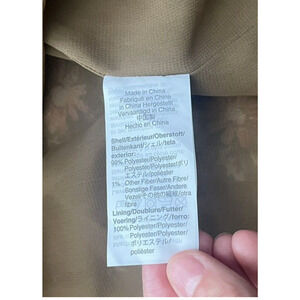 Made in China
Fabriqué en China
in China Hergestellt
Vervaardigd in China
中国製
Hecho en China
Shell/Extérieur/Oberstoff/
Buitenkant/シェル/tela
exterior:
99% Polyester/Polyester/
Polyester/Polyester/ポリ
エステル/poliéster
1% Other Fiber/Autre Fibre/
Sonstige Faser/Andere
Vezel/その他の繊維/otra
fibra
Lining/Doublure/Futter/
Voering/ライニング/forro:
100% Polyester/Polyester/
Polyester/Polyester/
ポリエステル/
poliéster